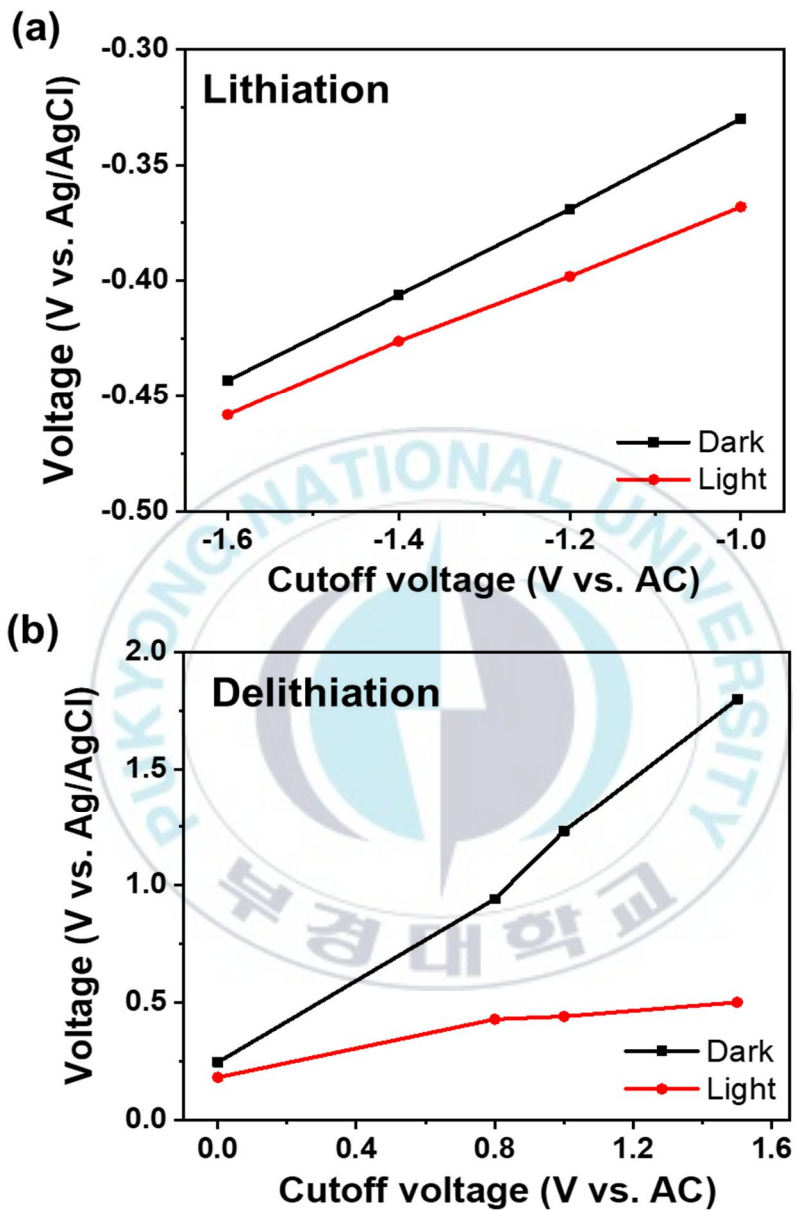 (a)
-0.30
-0.35
-0.40
-0.45
-0.50
Voltage (V vs. Ag/AgCl)
Lithiation
Dark
Light
-1.6 -1.4 -1.2 -1.0
Cutoff voltage (V vs. AC)
(b)
2.0
1.5
1.0
0.5
0.0
Voltage (V vs. Ag/AgCl)
Delithiation
Dark
Light
0.0 0.4 0.8 1.2 1.6
Cutoff voltage (V vs. AC)
PUKYONG NATIONAL UNIVERSITY
부경대학교